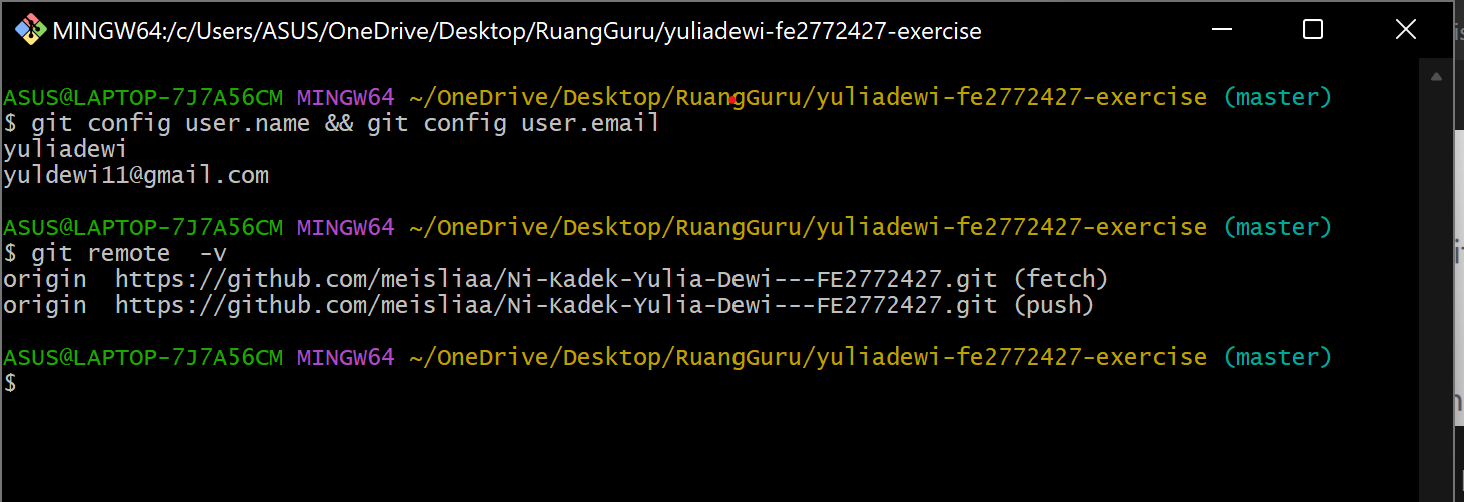 MINGW64:/c/Users/ASUS/OneDrive/Desktop/RuangGuru/yuliadewi-fe2772427-exercise
ASUS@LAPTOP-7J7A56CM MINGW64 ~/OneDrive/Desktop/RuangGuru/yuliadewi-fe2772427-exercise (master)
$ git config user.name && git config user.email
yuliadewi
yuldewi11@gmail.com
ASUS@LAPTOP-7J7A56CM MINGW64 ~/OneDrive/Desktop/RuangGuru/yuliadewi-fe2772427-exercise (master)
$ git remote  -v
origin  https://github.com/meisliaa/Ni-Kadek-Yulia-Dewi---FE2772427.git (fetch)
origin  https://github.com/meisliaa/Ni-Kadek-Yulia-Dewi---FE2772427.git (push)
ASUS@LAPTOP-7J7A56CM MINGW64 ~/OneDrive/Desktop/RuangGuru/yuliadewi-fe2772427-exercise (master)
$